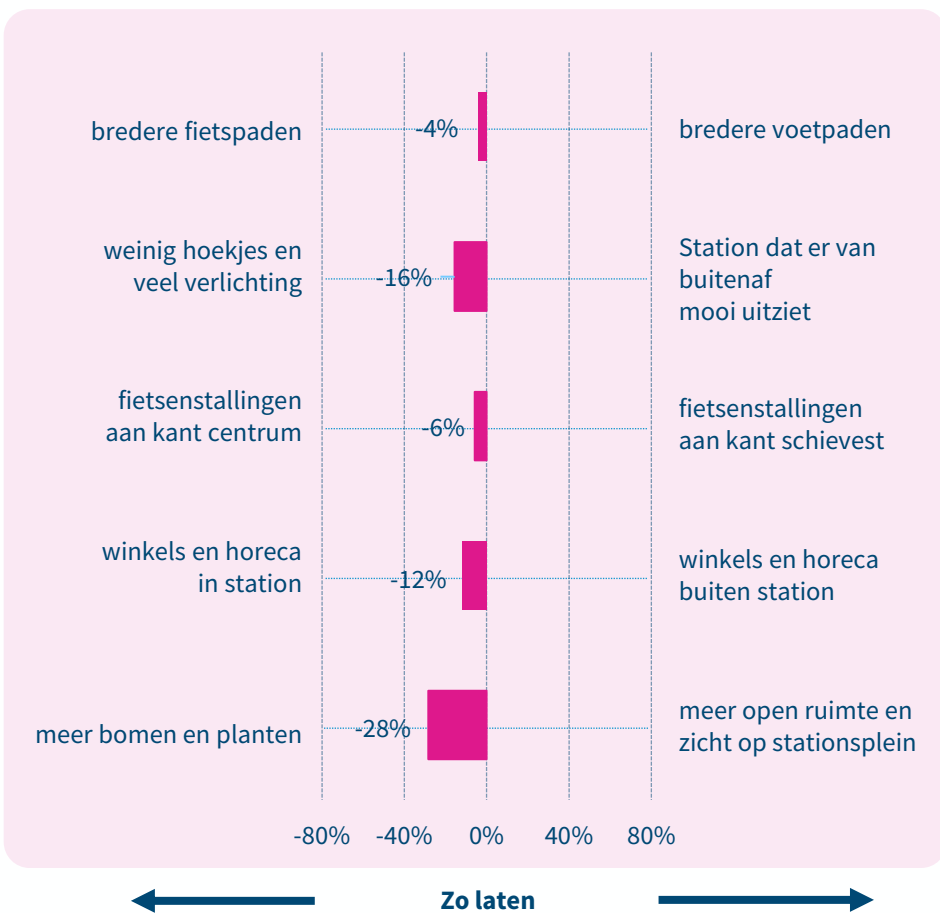 bredere fietspaden
-4%
bredere voetpaden
weinig hoekjes en
veel verlichting
-16%
Station dat er van
buitenaf
mooi uitziet
fietsenstallingen
aan kant centrum
-6%
fietsenstallingen
aan kant schievest
winkels en horeca
in station
-12%
winkels en horeca
buiten station
meer bomen en planten
-28%
meer open ruimte en
zicht op stationsplein
-80% -40% 0% 40% 80%
Zo laten